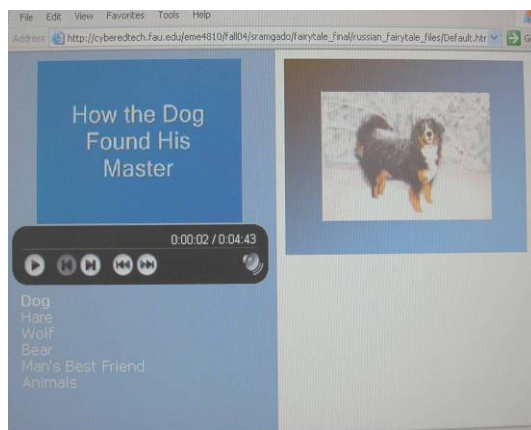 File Edit View Favorites Tools Help
Address http://cyberedtech.fau.edu/eme4810/fall04/sramgado/fairytale_final/russian_fairytale_files/Default.htm
How the Dog
Found His
Master
0:00:02 / 0:04:43
Dog
Hare
Wolf
Bear
Man's Best Friend
Animals